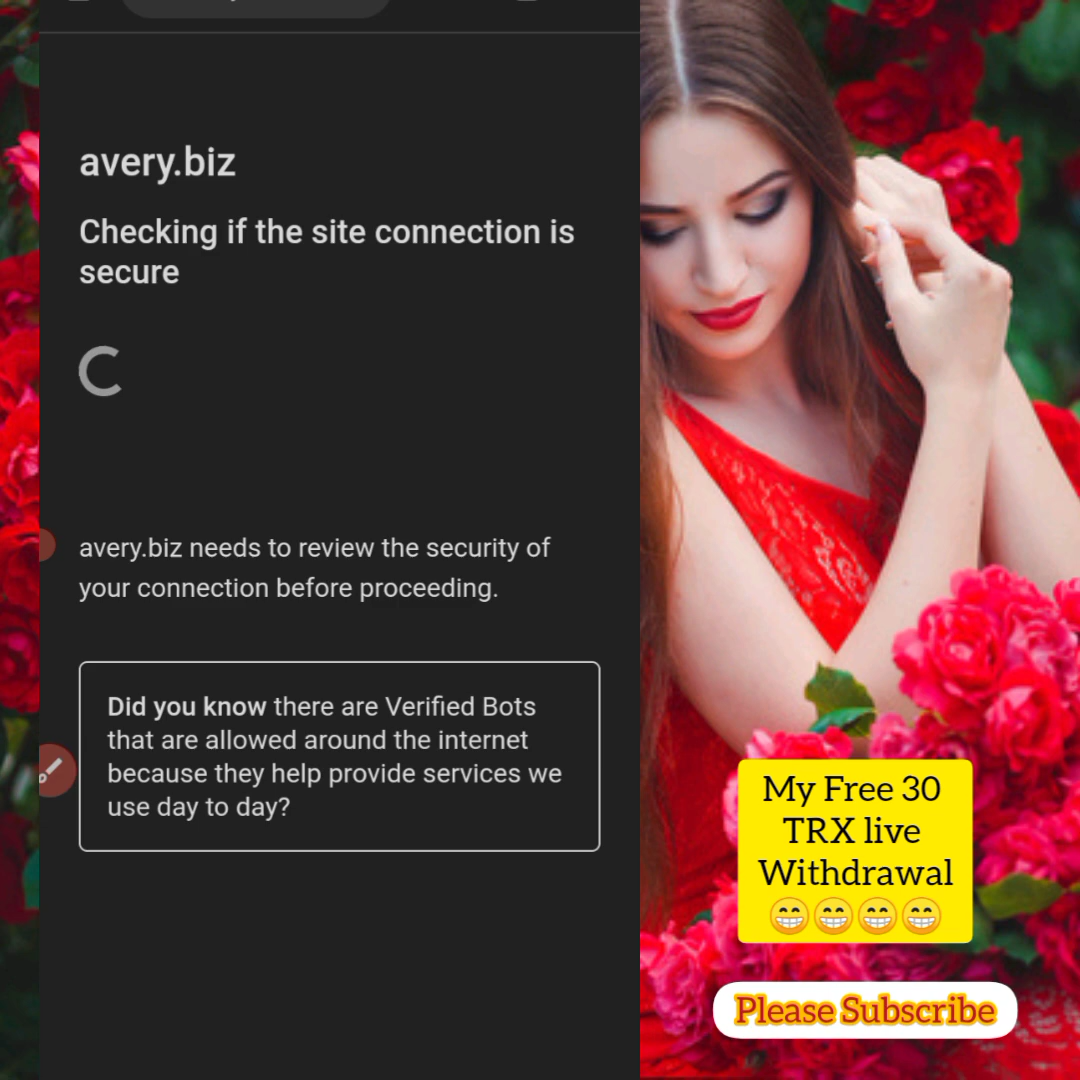 avery.biz
Checking if the site connection is
secure
avery.biz needs to review the security of
your connection before proceeding.
Did you know there are Verified Bots
that are allowed around the internet
because they help provide services we
use day to day?
My Free 30
TRX live
Withdrawal
😁😁😁😁
Please Subscribe